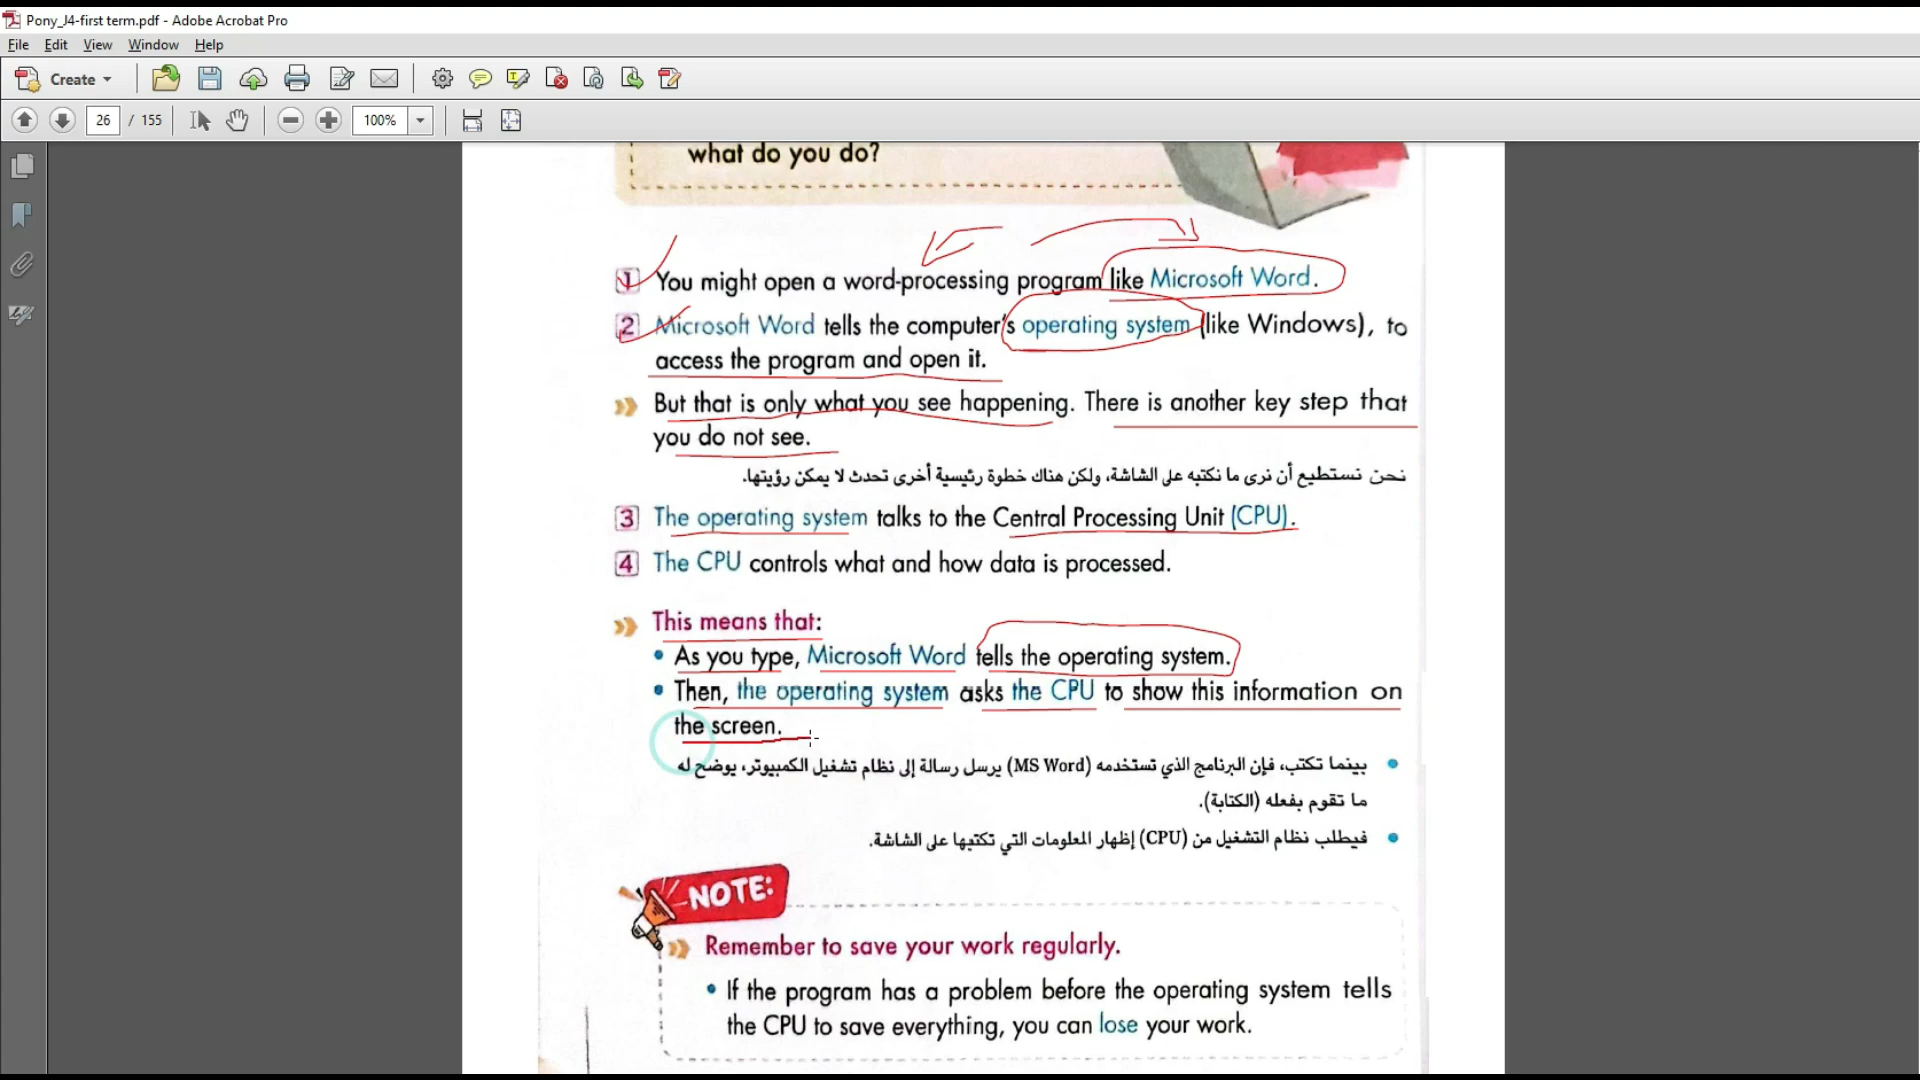 Pony_J4-first term.pdf - Adobe Acrobat Pro
File Edit View Window Help
Create
26 / 155 100%
what do you do?
1 You might open a word-processing program like Microsoft Word.
2 Microsoft Word tells the computer's operating system (like Windows), to
access the program and open it.
But that is only what you see happening. There is another key step that
you do not see.
نحن نستطيع أن نرى ما نكتبه على الشاشة، ولكن هناك خطوة رئيسية أخرى تحدث لا يمكن رؤيتها.
3 The operating system talks to the Central Processing Unit (CPU).
4 The CPU controls what and how data is processed.
This means that:
• As you type, Microsoft Word tells the operating system.
• Then, the operating system asks the CPU to show this information on
the screen.
• بينما تكتب، فإن البرنامج الذي تستخدمه (MS Word) يرسل رسالة إلى نظام تشغيل الكمبيوتر، يوضح له
ما تقوم بفعله (الكتابة).
• فيطلب نظام التشغيل من (CPU) إظهار المعلومات التي تكتبها على الشاشة.
NOTE:
Remember to save your work regularly.
• If the program has a problem before the operating system tells
the CPU to save everything, you can lose your work.